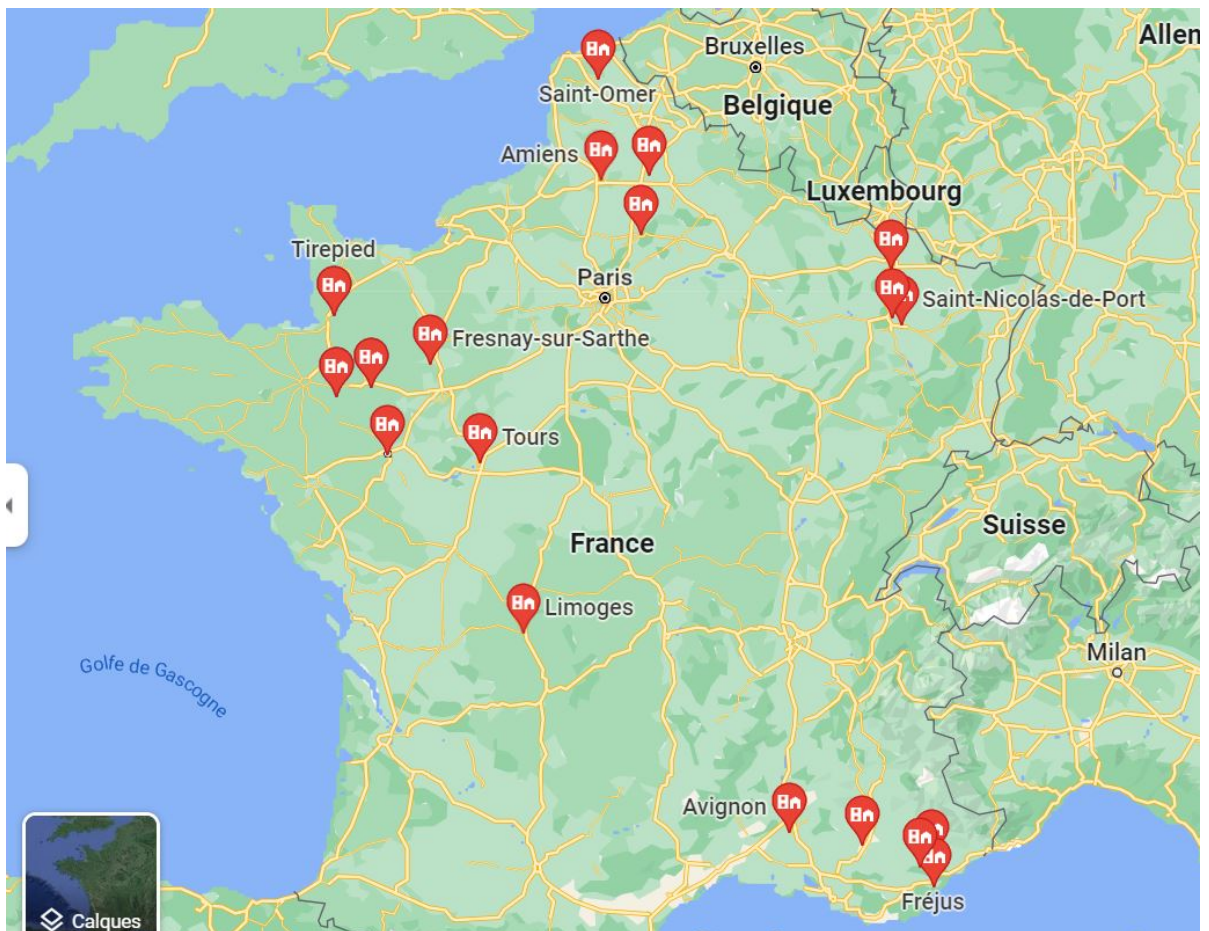 Allen
Bruxelles
Saint-Omer
Belgique
Amiens
Luxembourg
Tirepied
Paris
Saint-Nicolas-de-Port
Fresnay-sur-Sarthe
Tours
Suisse
France
Limoges
Milan
Golfe de Gascogne
Avignon
Fréjus
Calques